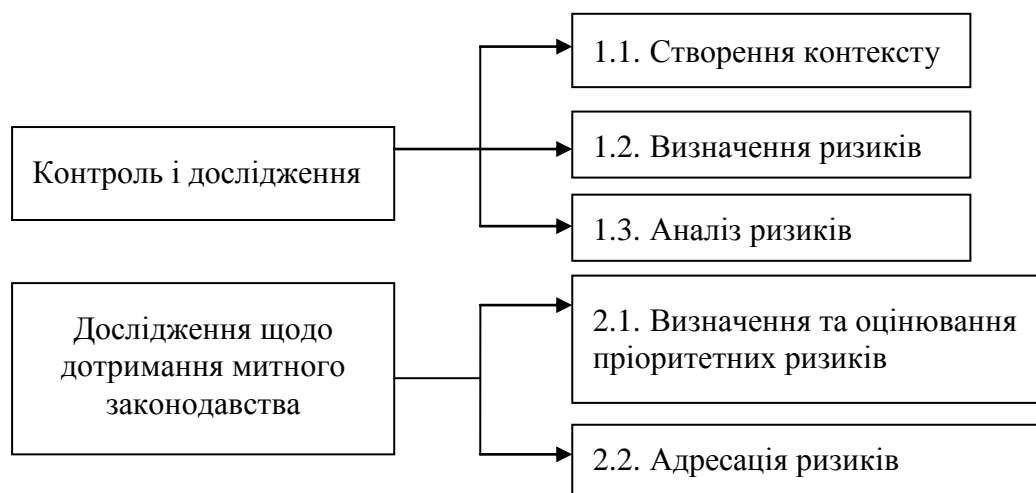 Контроль і дослідження
1.1. Створення контексту
1.2. Визначення ризиків
1.3. Аналіз ризиків
Дослідження щодо
дотримання митного
законодавства
2.1. Визначення та оцінювання
пріоритетних ризиків
2.2. Адресація ризиків